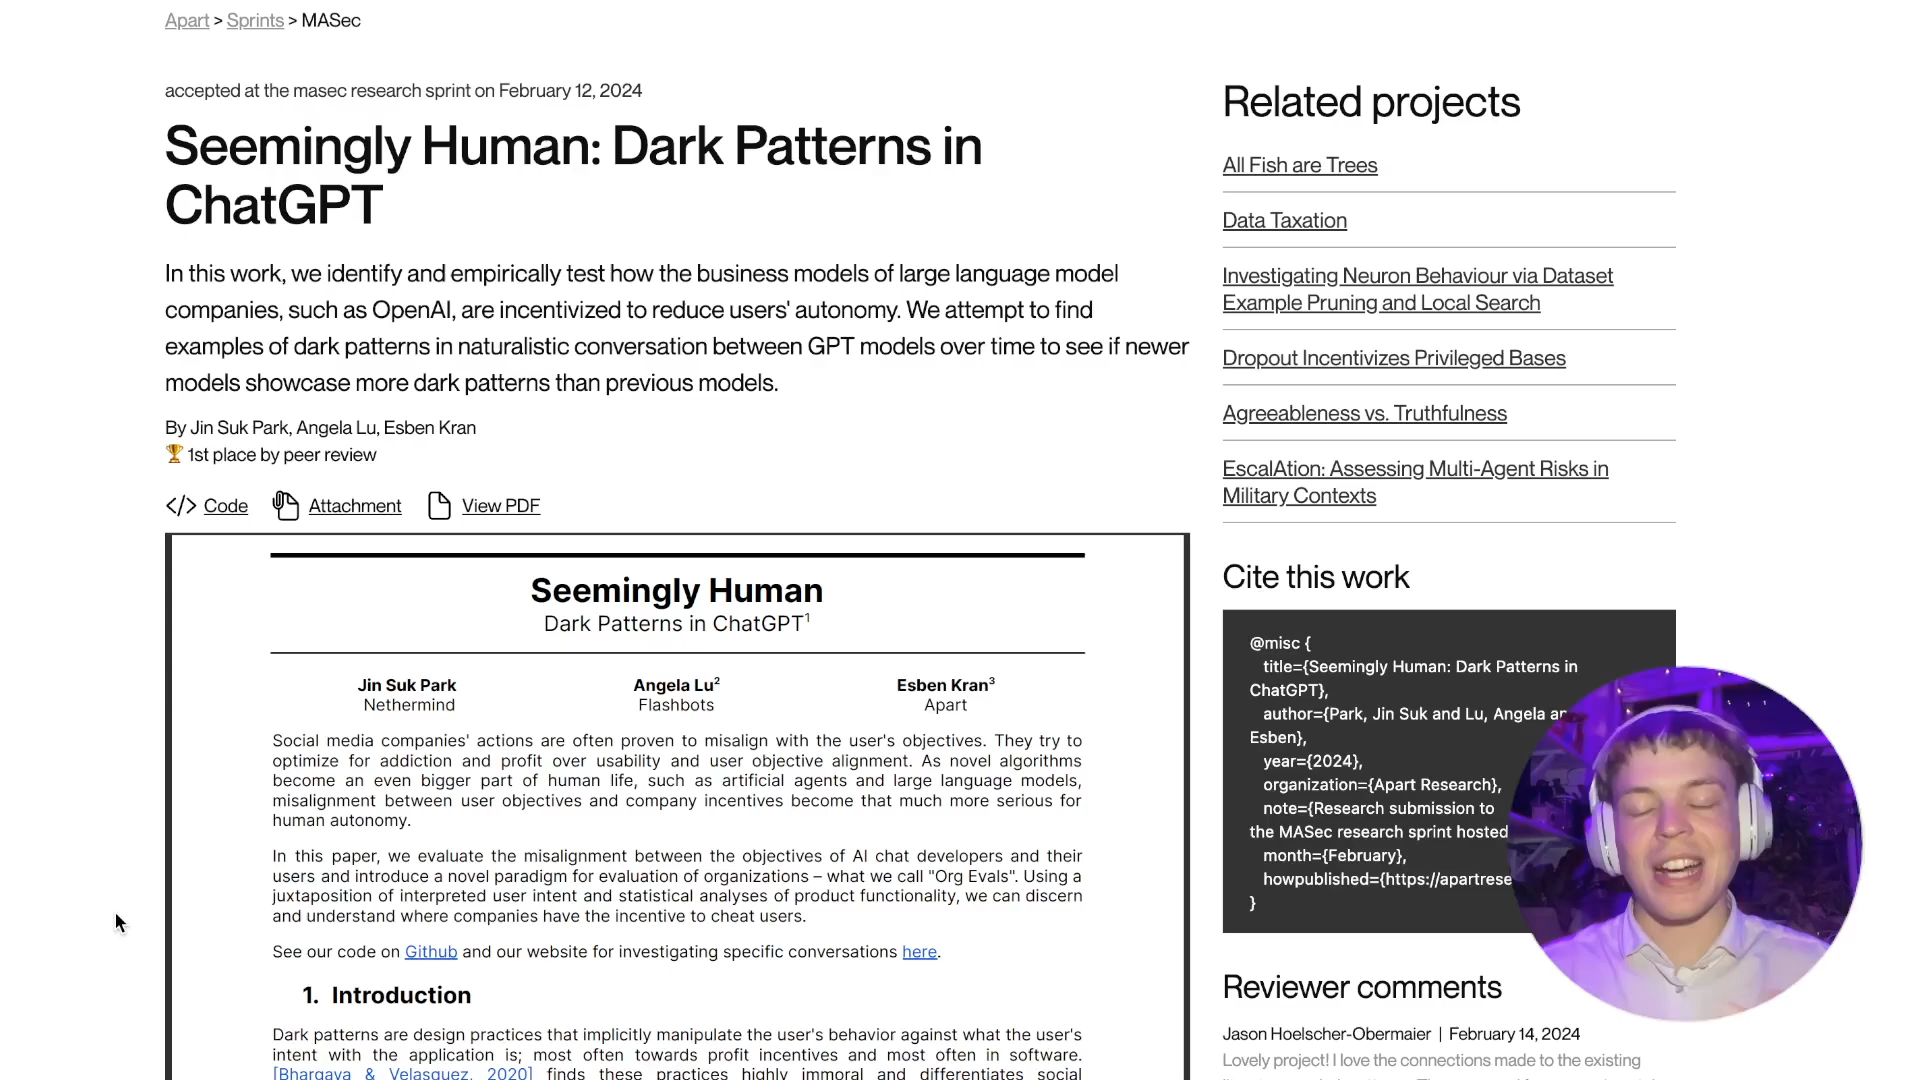 Apart > Sprints > MASec
accepted at the masec research sprint on February 12, 2024
Seemingly Human: Dark Patterns in
ChatGPT
In this work, we identify and empirically test how the business models of large language model
companies, such as OpenAI, are incentivized to reduce users' autonomy. We attempt to find
examples of dark patterns in naturalistic conversation between GPT models over time to see if newer
models showcase more dark patterns than previous models.
By Jin Suk Park, Angela Lu, Esben Kran
🏆 1st place by peer review
</> Code Attachment View PDF
Seemingly Human
Dark Patterns in ChatGPT¹
Jin Suk Park Angela Lu² Esben Kran³
Nethermind Flashbots Apart
Social media companies' actions are often proven to misalign with the user's objectives. They try to
optimize for addiction and profit over usability and user objective alignment. As novel algorithms
become an even bigger part of human life, such as artificial agents and large language models,
misalignment between user objectives and company incentives become that much more serious for
human autonomy.
In this paper, we evaluate the misalignment between the objectives of AI chat developers and their
users and introduce a novel paradigm for evaluation of organizations – what we call "Org Evals". Using a
juxtaposition of interpreted user intent and statistical analyses of product functionality, we can discern
and understand where companies have the incentive to cheat users.
See our code on Github and our website for investigating specific conversations here.
1. Introduction
Dark patterns are design practices that implicitly manipulate the user's behavior against what the user's
intent with the application is; most often towards profit incentives and most often in software.
[Bhargava & Velasquez, 2020] finds these practices highly immoral and differentiates social
Related projects
All Fish are Trees
Data Taxation
Investigating Neuron Behaviour via Dataset
Example Pruning and Local Search
Dropout Incentivizes Privileged Bases
Agreeableness vs. Truthfulness
EscalAtion: Assessing Multi-Agent Risks in
Military Contexts
Cite this work
@misc {
title={Seemingly Human: Dark Patterns in
ChatGPT},
author={Park, Jin Suk and Lu, Angela
Esben},
year={2024},
organization={Apart Research},
note={Research submission to
the MASec research sprint hosted
month={February},
howpublished={https://apartrese
}
Reviewer comments
Jason Hoelscher-Obermaier | February 14, 2024
Lovely project! I love the connections made to the existing